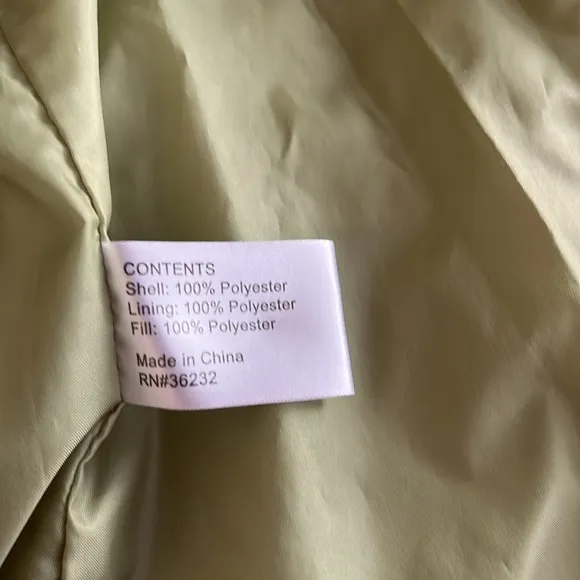 CONTENTS
Shell: 100% Polyester
Lining: 100% Polyester
Fill: 100% Polyester
Made in China
RN#36232